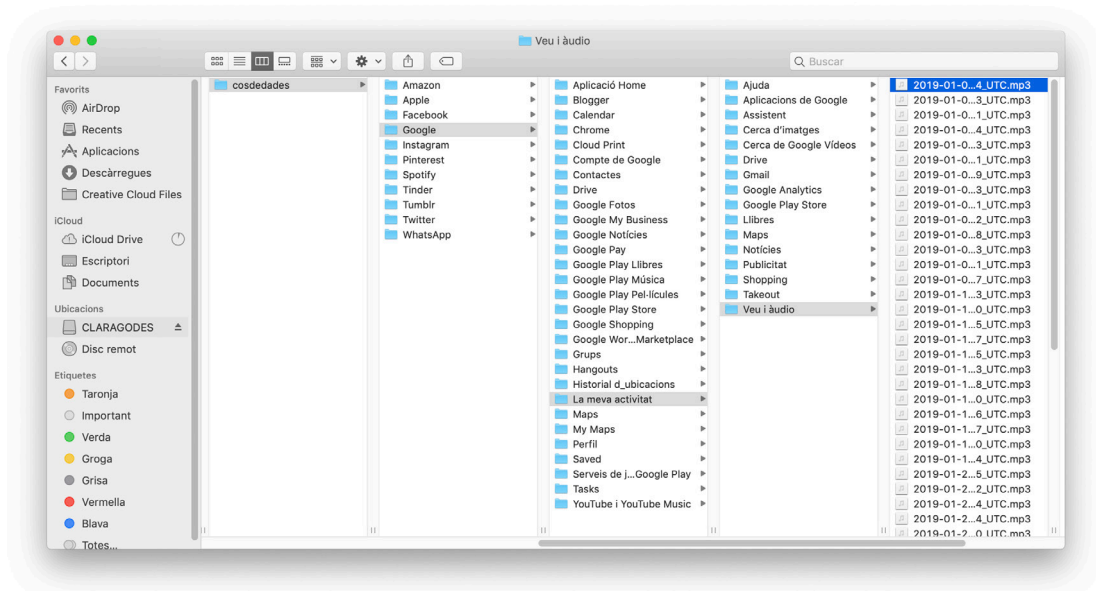 Veu i àudio
Buscar
Favorits
AirDrop
Recents
Aplicacions
Descàrregues
Creative Cloud Files
iCloud
iCloud Drive
Escriptori
Documents
Ubicacions
CLARAGODES
Disc remot
Etiquetes
Taronja
Important
Verda
Groga
Grisa
Vermella
Blava
Totes...
cosdedades
Amazon
Apple
Facebook
Google
Instagram
Pinterest
Spotify
Tinder
Tumblr
Twitter
WhatsApp
Aplicació Home
Blogger
Calendar
Chrome
Cloud Print
Compte de Google
Contactes
Drive
Google Fotos
Google My Business
Google Notícies
Google Pay
Google Play Llibres
Google Play Música
Google Play Pel·lícules
Google Play Store
Google Shopping
Google Wor...Marketplace
Grups
Hangouts
Historial d_ubicacions
La meva activitat
Maps
My Maps
Perfil
Saved
Serveis de j...Google Play
Tasks
YouTube i YouTube Music
Ajuda
Aplicacions de Google
Assistent
Cerca d'imatges
Cerca de Google Vídeos
Drive
Gmail
Google Analytics
Google Play Store
Llibres
Maps
Notícies
Publicitat
Shopping
Takeout
Veu i àudio
2019-01-0...4_UTC.mp3
2019-01-0...3_UTC.mp3
2019-01-0...1_UTC.mp3
2019-01-0...4_UTC.mp3
2019-01-0...3_UTC.mp3
2019-01-0...1_UTC.mp3
2019-01-0...9_UTC.mp3
2019-01-0...3_UTC.mp3
2019-01-0...1_UTC.mp3
2019-01-0...2_UTC.mp3
2019-01-0...8_UTC.mp3
2019-01-0...3_UTC.mp3
2019-01-0...1_UTC.mp3
2019-01-0...7_UTC.mp3
2019-01-1...3_UTC.mp3
2019-01-1...0_UTC.mp3
2019-01-1...5_UTC.mp3
2019-01-1...7_UTC.mp3
2019-01-1...5_UTC.mp3
2019-01-1...3_UTC.mp3
2019-01-1...8_UTC.mp3
2019-01-1...0_UTC.mp3
2019-01-1...6_UTC.mp3
2019-01-1...7_UTC.mp3
2019-01-1...0_UTC.mp3
2019-01-1...4_UTC.mp3
2019-01-2...5_UTC.mp3
2019-01-2...2_UTC.mp3
2019-01-2...4_UTC.mp3
2019-01-2...4_UTC.mp3
2019-01-2...0_UTC.mp3